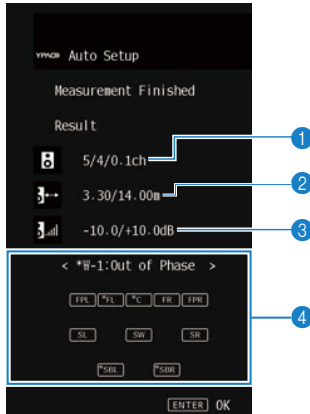 YPAO Auto Setup
Measurement Finished
Result
5/4/0.1ch 1
3.30/14.00m 2
-10.0/+10.0dB 3
< *W-1:Out of Phase >
FPL *FL *C FR FPR 4
SL SW SR
*SBL *SBR
ENTER OK